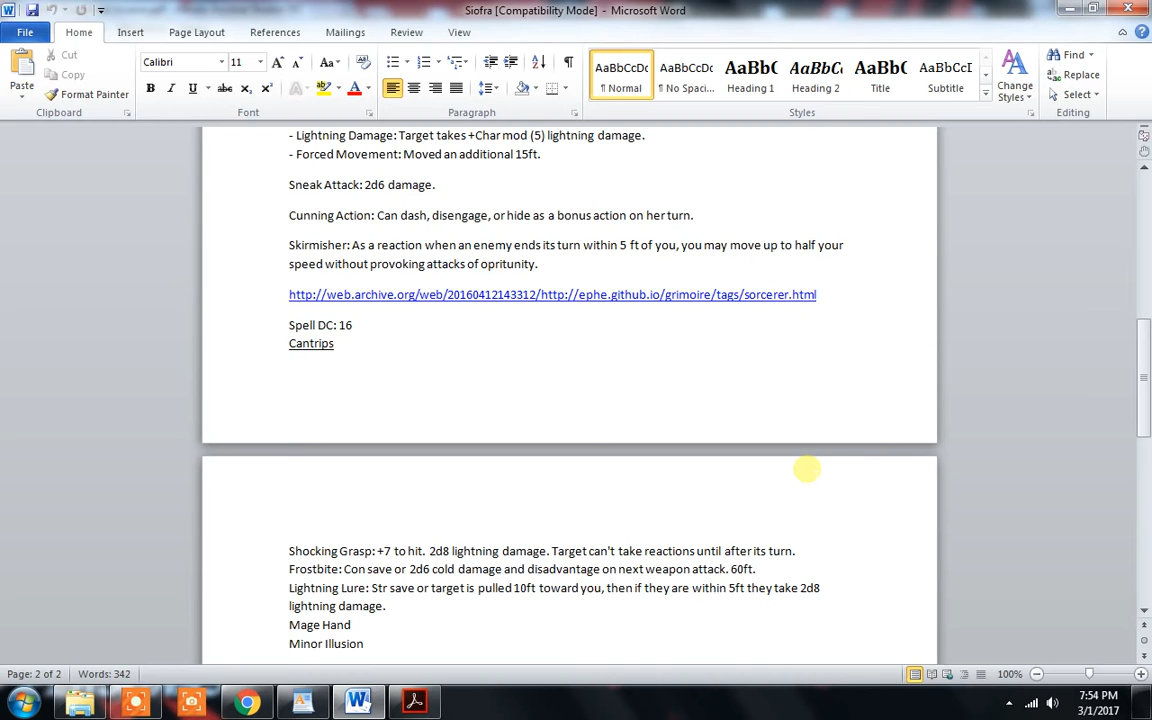 Siofra [Compatibility Mode] - Microsoft Word
File Home Insert Page Layout References Mailings Review View
Paste
Cut
Copy
Format Painter
Clipboard
Calibri 11
Font
Paragraph
AaBbCcDc AaBbCcDc AaBbC AaBbCc AaBbC AaBbCcI
¶ Normal ¶ No Spaci... Heading 1 Heading 2 Title Subtitle
Change Styles
Styles
Find
Replace
Select
Editing
- Lightning Damage: Target takes +Char mod (5) lightning damage.
- Forced Movement: Moved an additional 15ft.
Sneak Attack: 2d6 damage.
Cunning Action: Can dash, disengage, or hide as a bonus action on her turn.
Skirmisher: As a reaction when an enemy ends its turn within 5 ft of you, you may move up to half your
speed without provoking attacks of opritunity.
http://web.archive.org/web/20160412143312/http://ephe.github.io/grimoire/tags/sorcerer.html
Spell DC: 16
Cantrips
Shocking Grasp: +7 to hit. 2d8 lightning damage. Target can't take reactions until after its turn.
Frostbite: Con save or 2d6 cold damage and disadvantage on next weapon attack. 60ft.
Lightning Lure: Str save or target is pulled 10ft toward you, then if they are within 5ft they take 2d8
lightning damage.
Mage Hand
Minor Illusion
Page: 2 of 2 Words: 342 100%
7:54 PM
3/1/2017